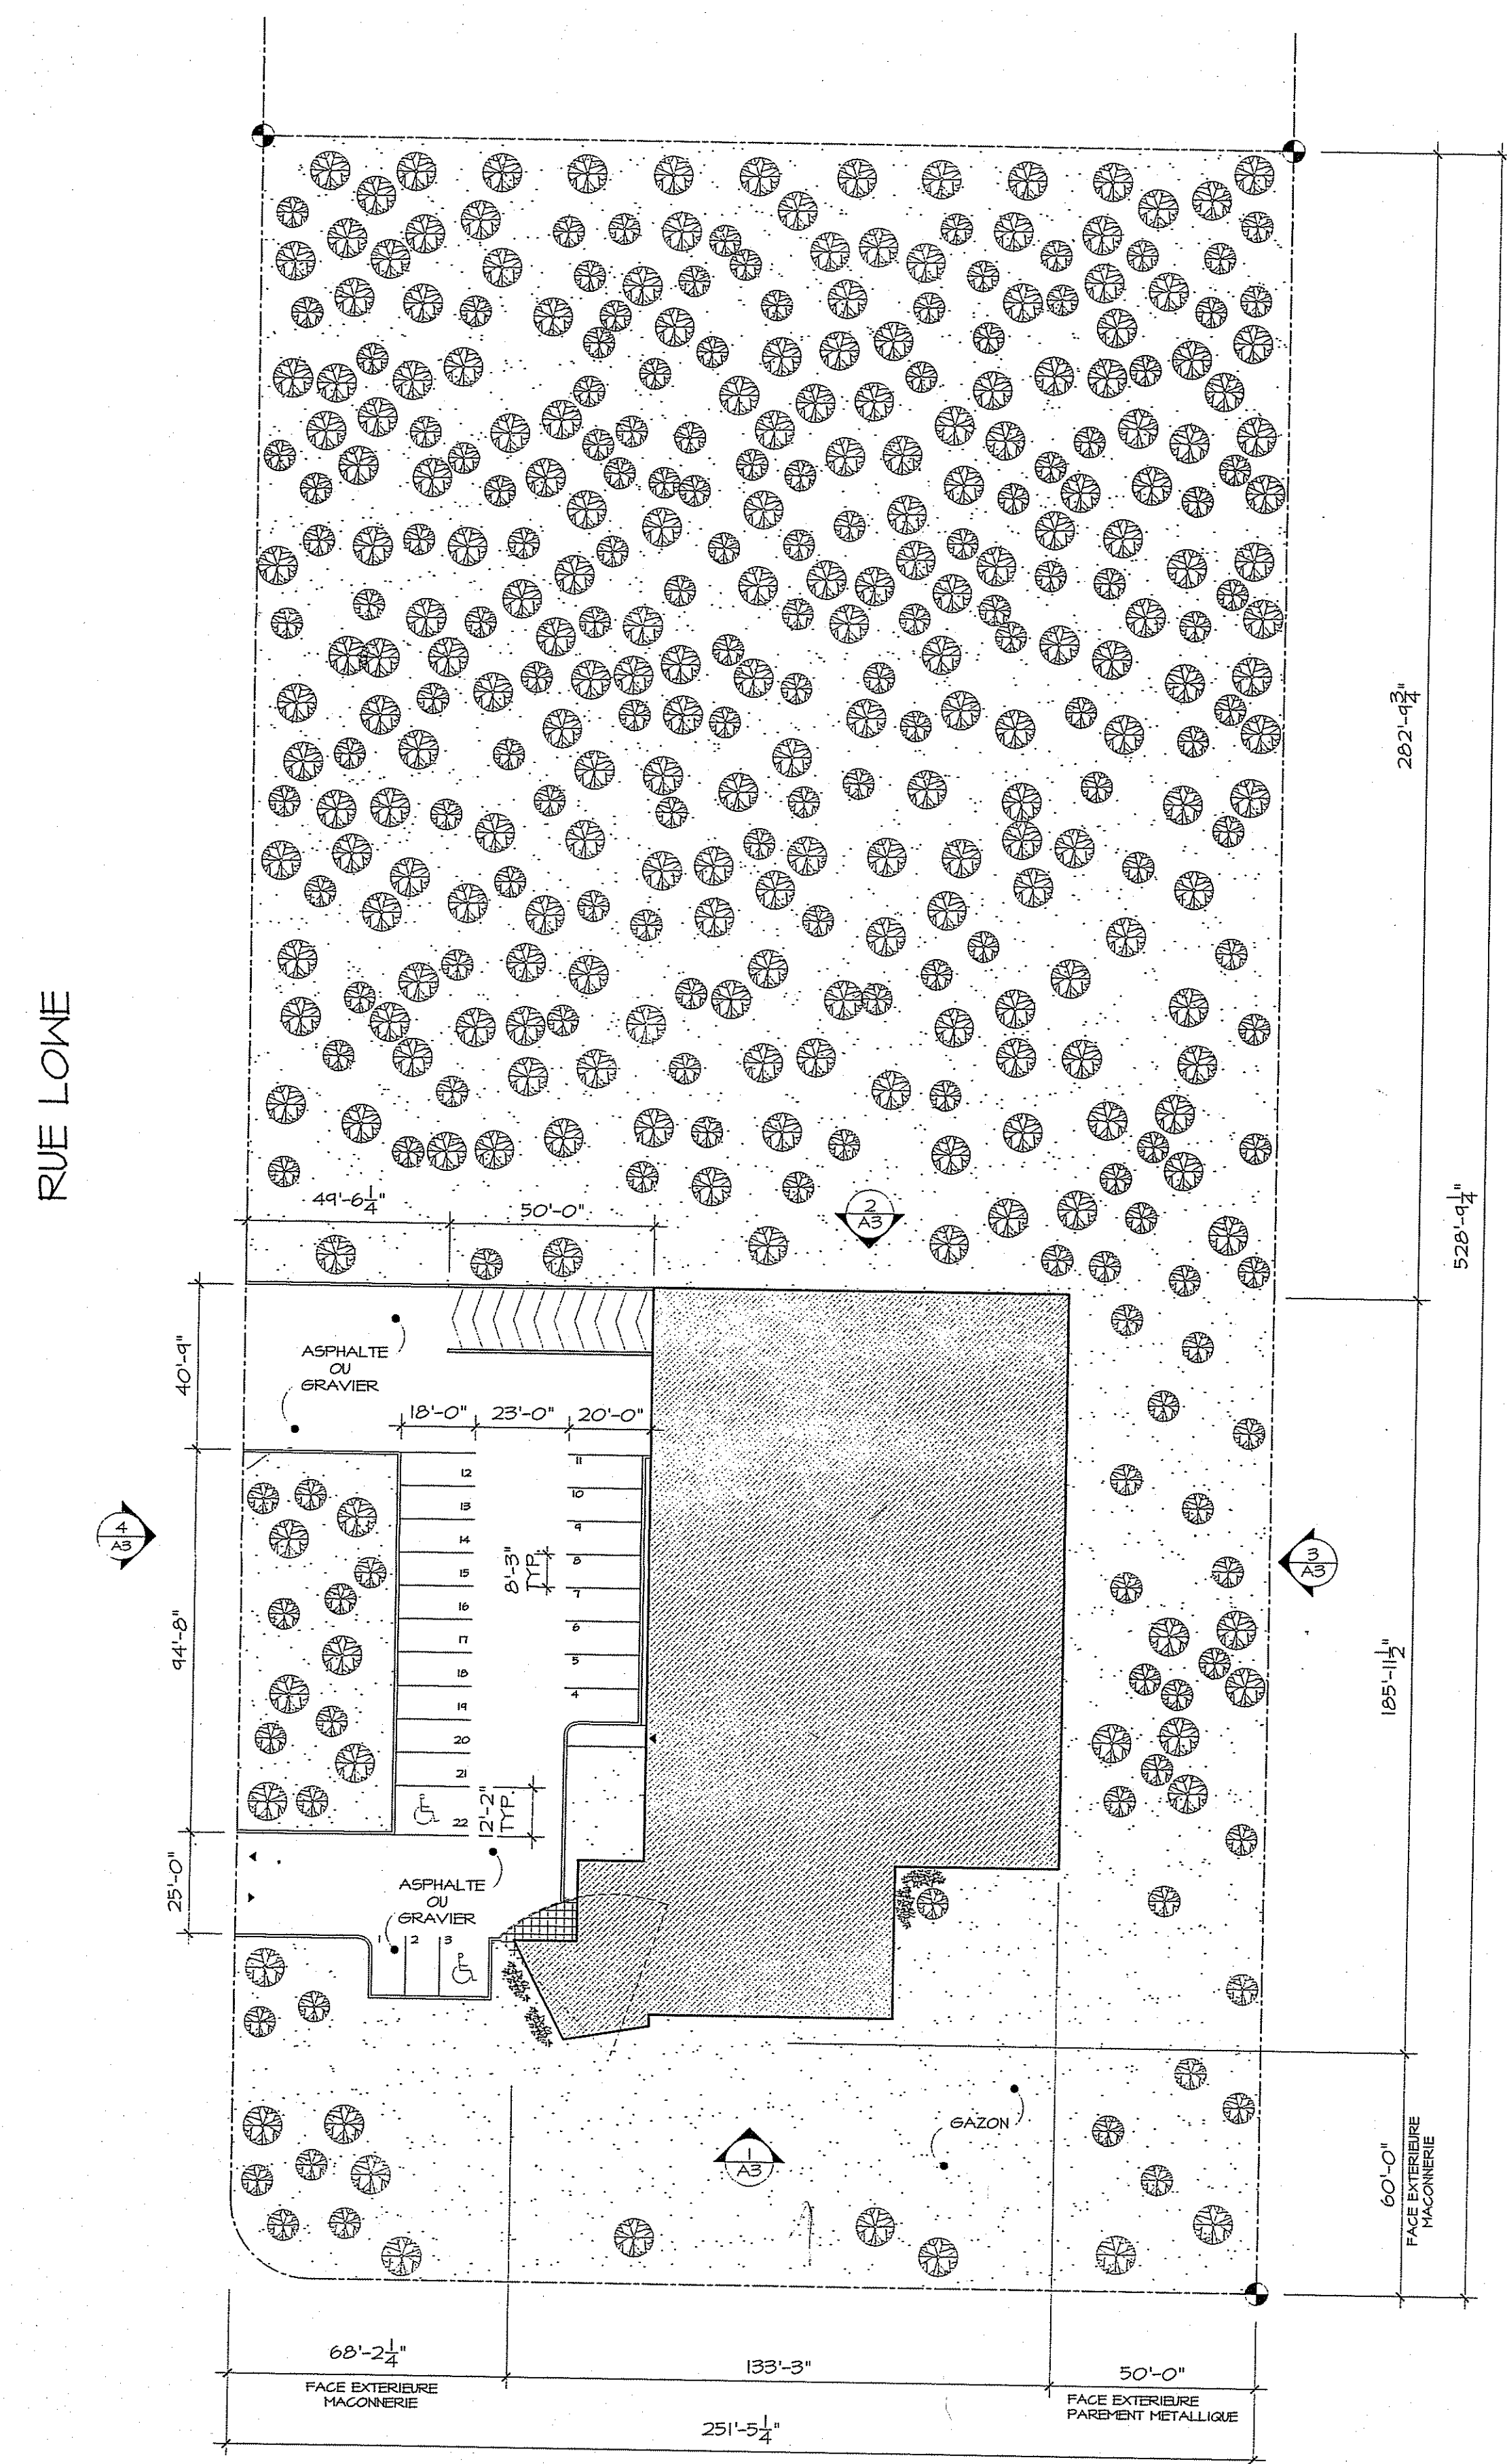 RUE LOWE
282'-9 3/4"
528'-9 1/4"
49'-6 1/4"
50'-0"
2
A3
40'-9"
ASPHALTE
OU
GRAVIER
18'-0"
23'-0"
20'-0"
11
12
10
13
9
14
8
15
7
16
6
17
5
18
4
19
20
21
22
8'-3"
TYP.
12'-2"
TYP.
4
A3
3
A3
94'-8"
185'-11 1/2"
25'-0"
ASPHALTE
OU
GRAVIER
1
2
3
GAZON
1
A3
60'-0"
FACE EXTERIEURE
MACONNERIE
68'-2 1/4"
FACE EXTERIEURE
MACONNERIE
133'-3"
50'-0"
FACE EXTERIEURE
PAREMENT METALLIQUE
251'-5 1/4"